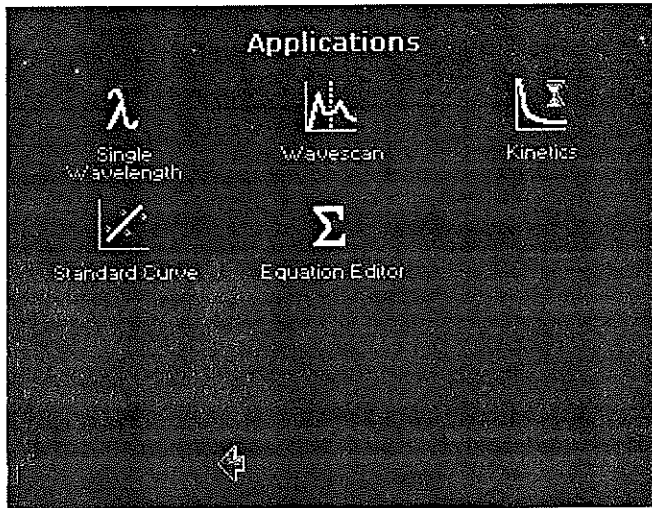 Applications
λ
Single
Wavelength
Wavescan
Kinetics
Standard Curve
Σ
Equation Editor